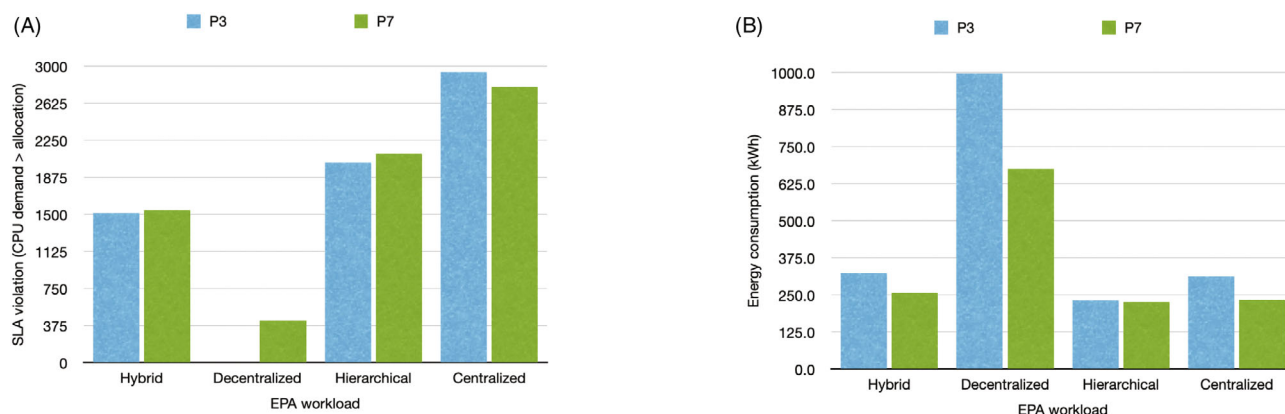 (A)
P3
P7
SLA violation (CPU demand > allocation)
3000
2625
2250
1875
1500
1125
750
375
0
Hybrid
Decentralized
Hierarchical
Centralized
EPA workload
(B)
P3
P7
Energy consumption (kWh)
1000.0
875.0
750.0
625.0
500.0
375.0
250.0
125.0
0.0
Hybrid
Decentralized
Hierarchical
Centralized
EPA workload